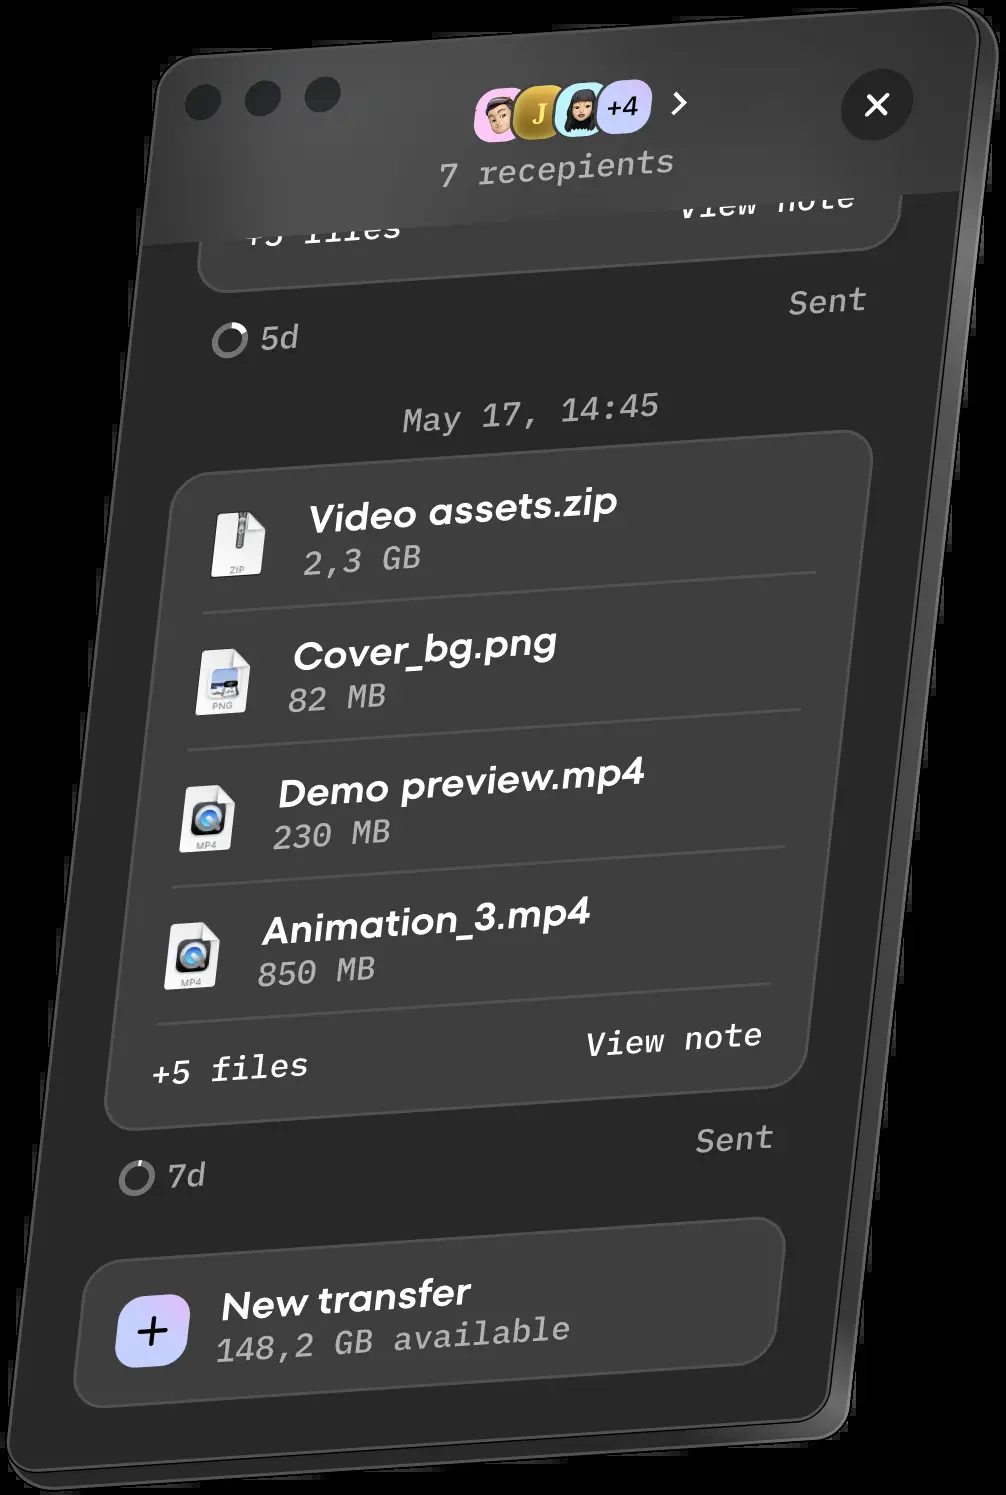 J +4
7 recepients
+5 files View note
5d Sent
May 17, 14:45
Video assets.zip
ZIP
2,3 GB
Cover_bg.png
PNG
82 MB
Demo preview.mp4
MP4
230 MB
Animation_3.mp4
MP4
850 MB
+5 files View note
7d Sent
New transfer
148,2 GB available